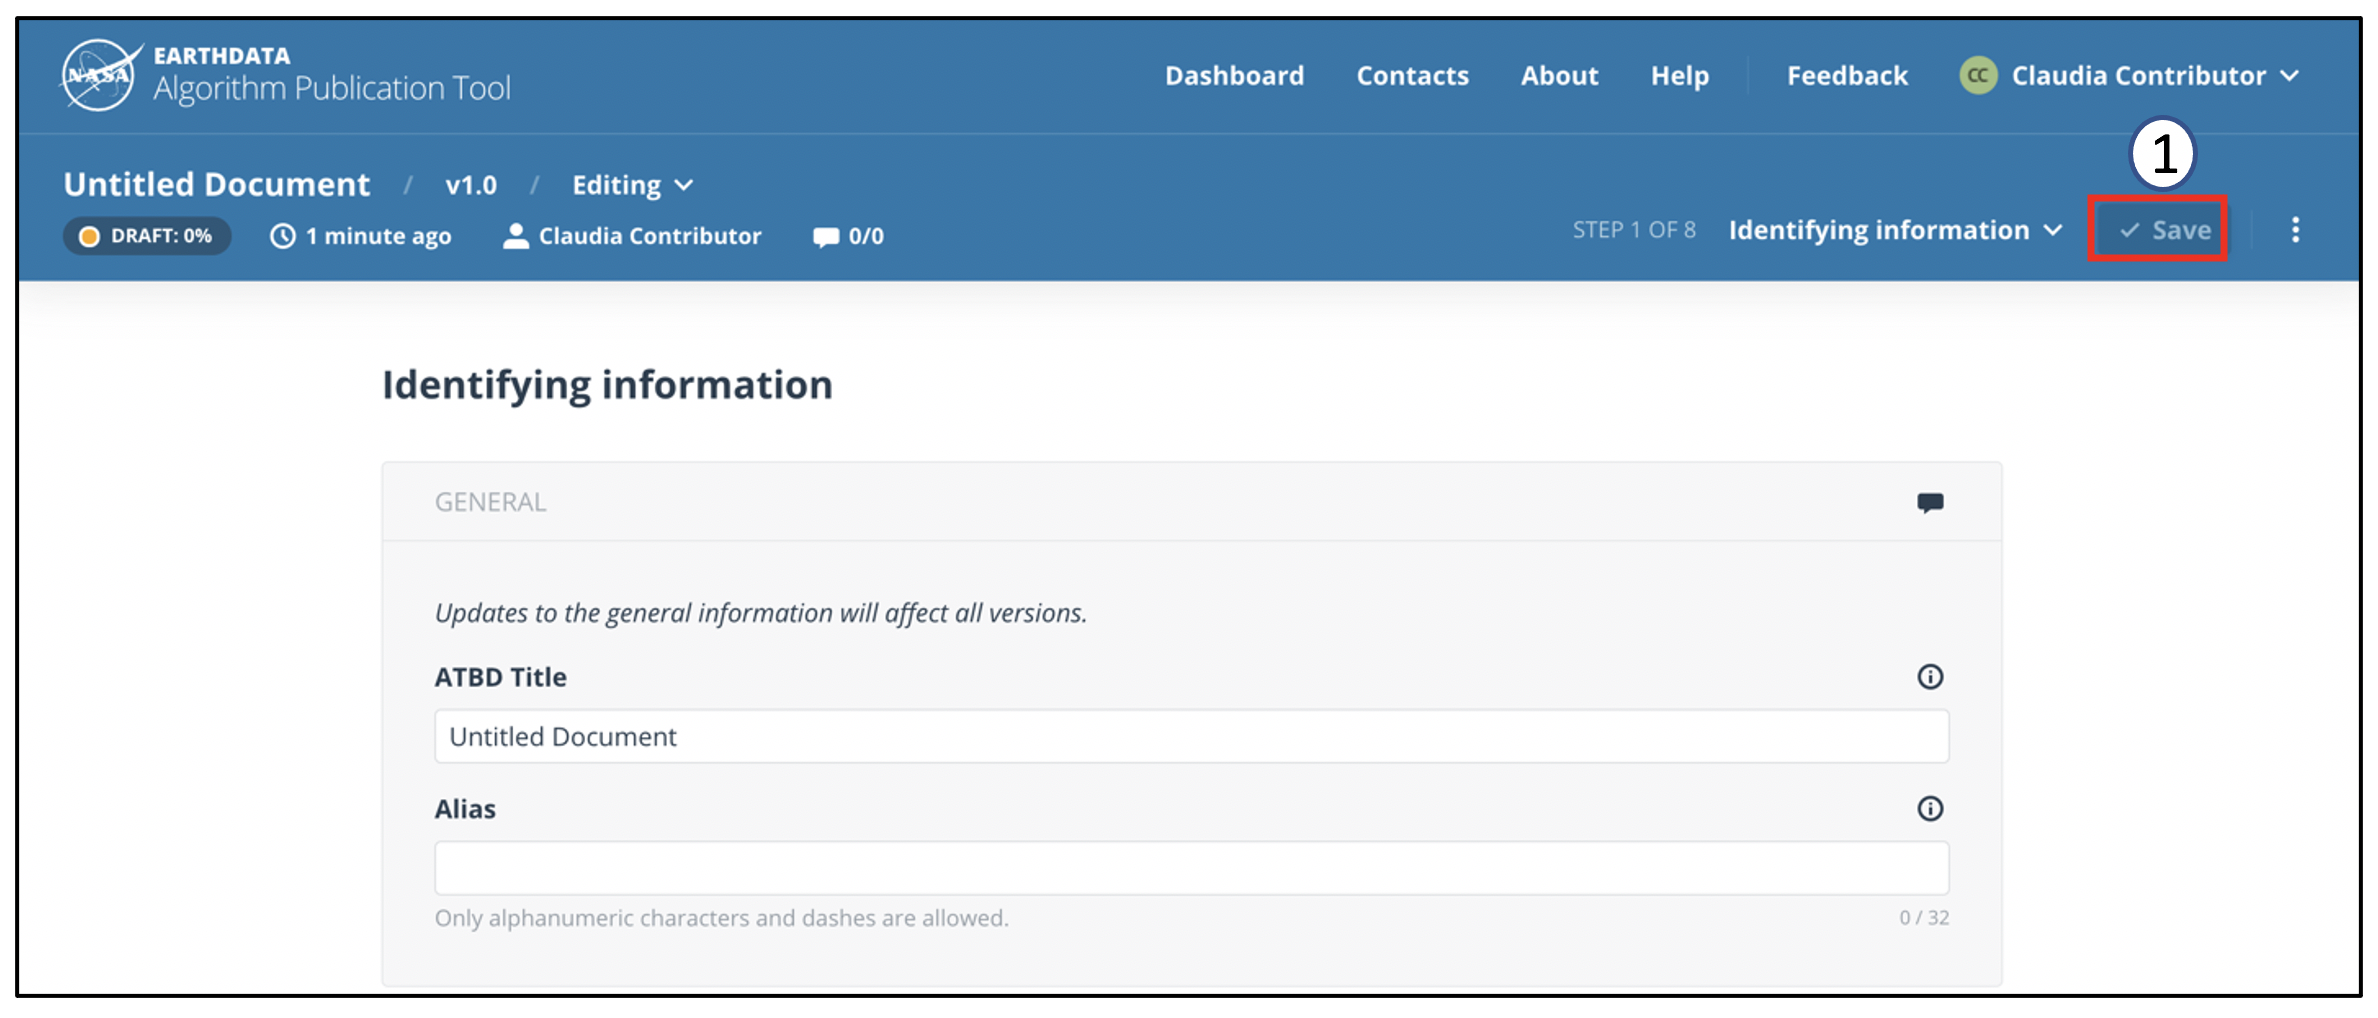 NASA
EARTHDATA
Algorithm Publication Tool
Dashboard Contacts About Help Feedback CC Claudia Contributor
1
Untitled Document / v1.0 / Editing
DRAFT: 0% 1 minute ago Claudia Contributor 0/0
STEP 1 OF 8 Identifying information Save
Identifying information
GENERAL
Updates to the general information will affect all versions.
ATBD Title
Untitled Document
Alias
Only alphanumeric characters and dashes are allowed. 0 / 32